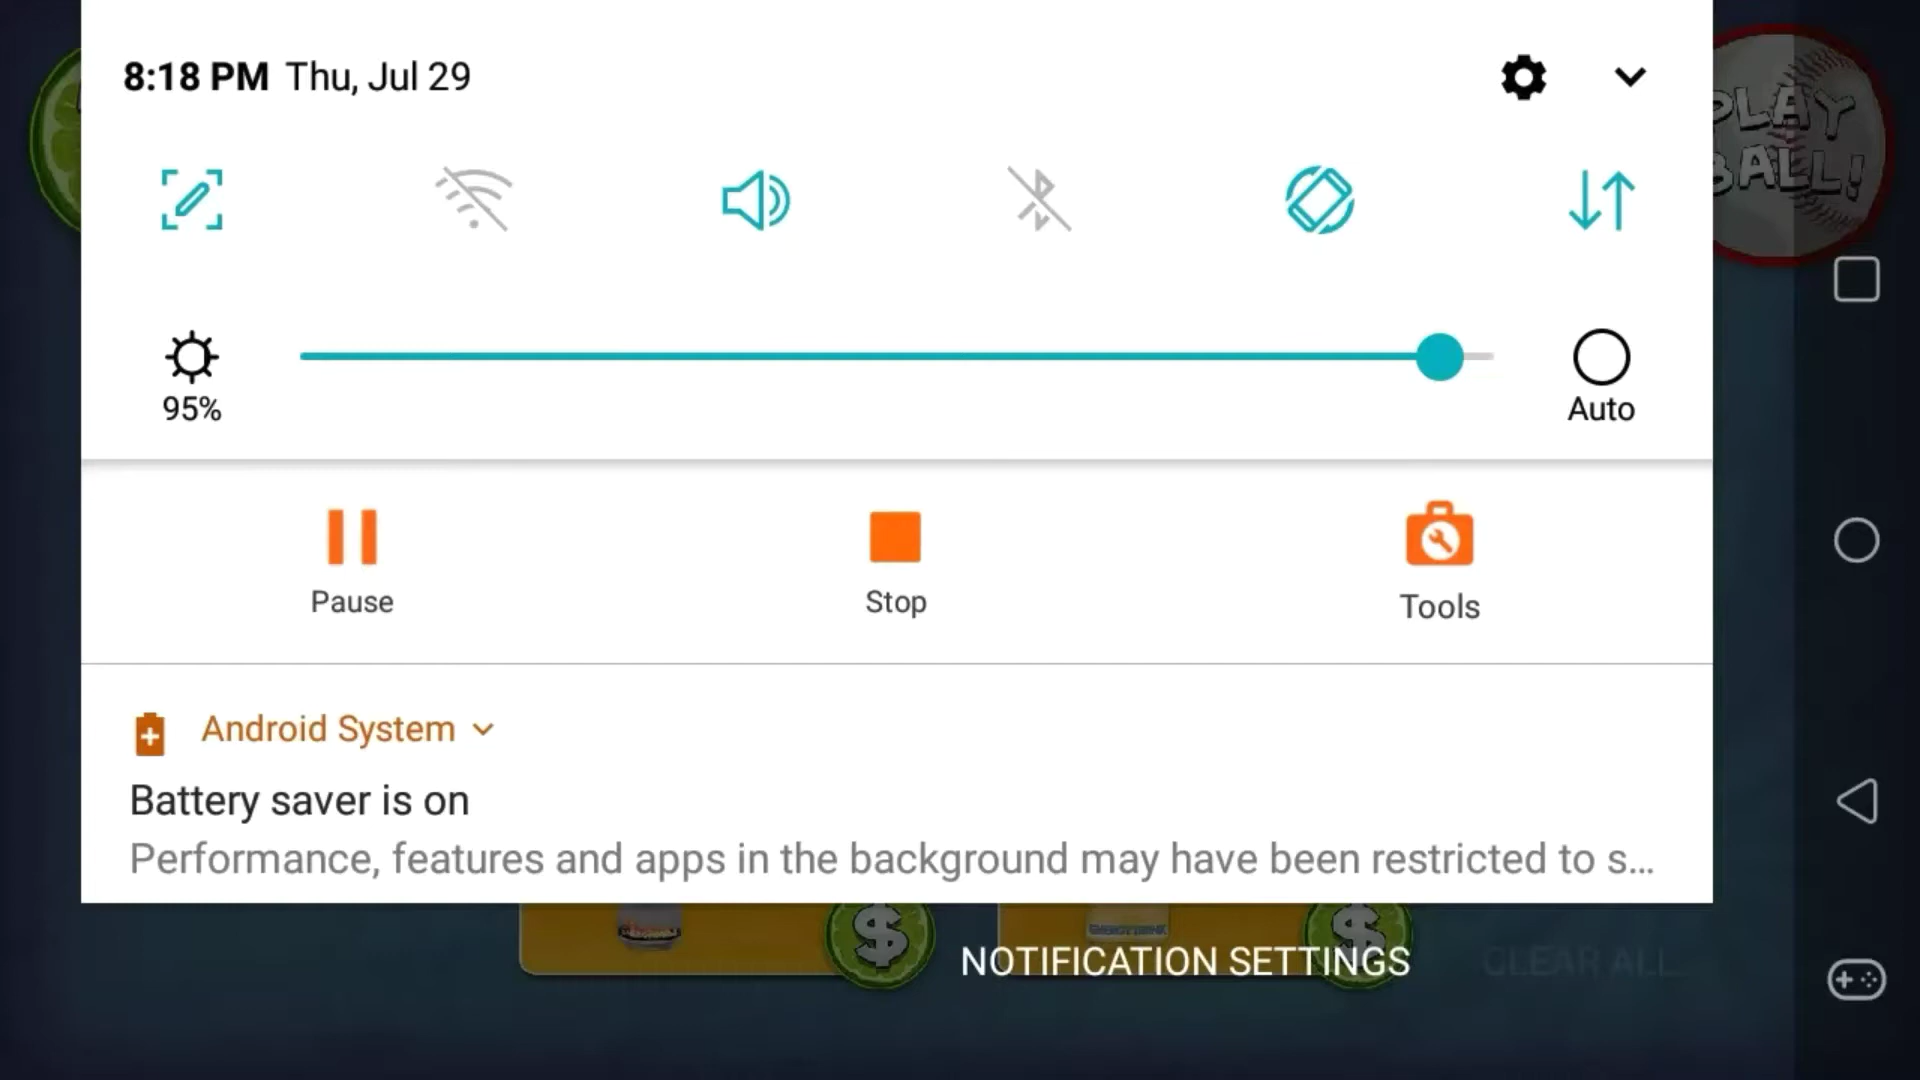 8:18 PM Thu, Jul 29
PLAY
BALL!
95%
Auto
Pause
Stop
Tools
Android System
Battery saver is on
Performance, features and apps in the background may have been restricted to s...
$
$
NOTIFICATION SETTINGS
CLEAR ALL